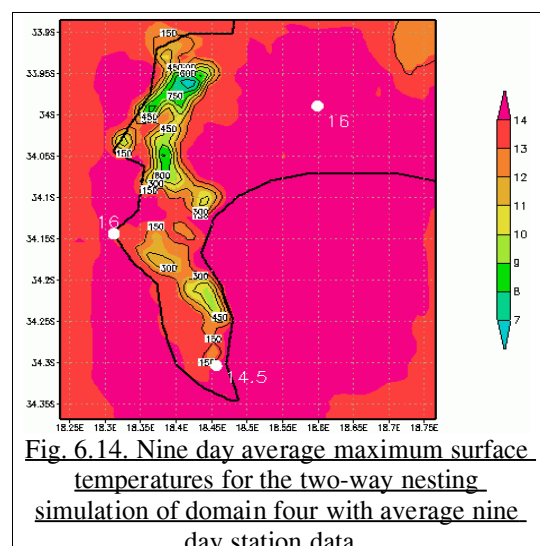 33.9S
33.95S
34S
34.05S
34.1S
34.15S
34.2S
34.25S
34.3S
34.35S
18.25E 18.3E 18.35E 18.4E 18.45E 18.5E 18.55E 18.6E 18.65E 18.7E 18.75E
150
750
450
450
150
300
150
300
150
300
300
450
150
16
16
14.5
14
13
12
11
10
9
8
7
Fig. 6.14. Nine day average maximum surface
temperatures for the two-way nesting
simulation of domain four with average nine
day station data